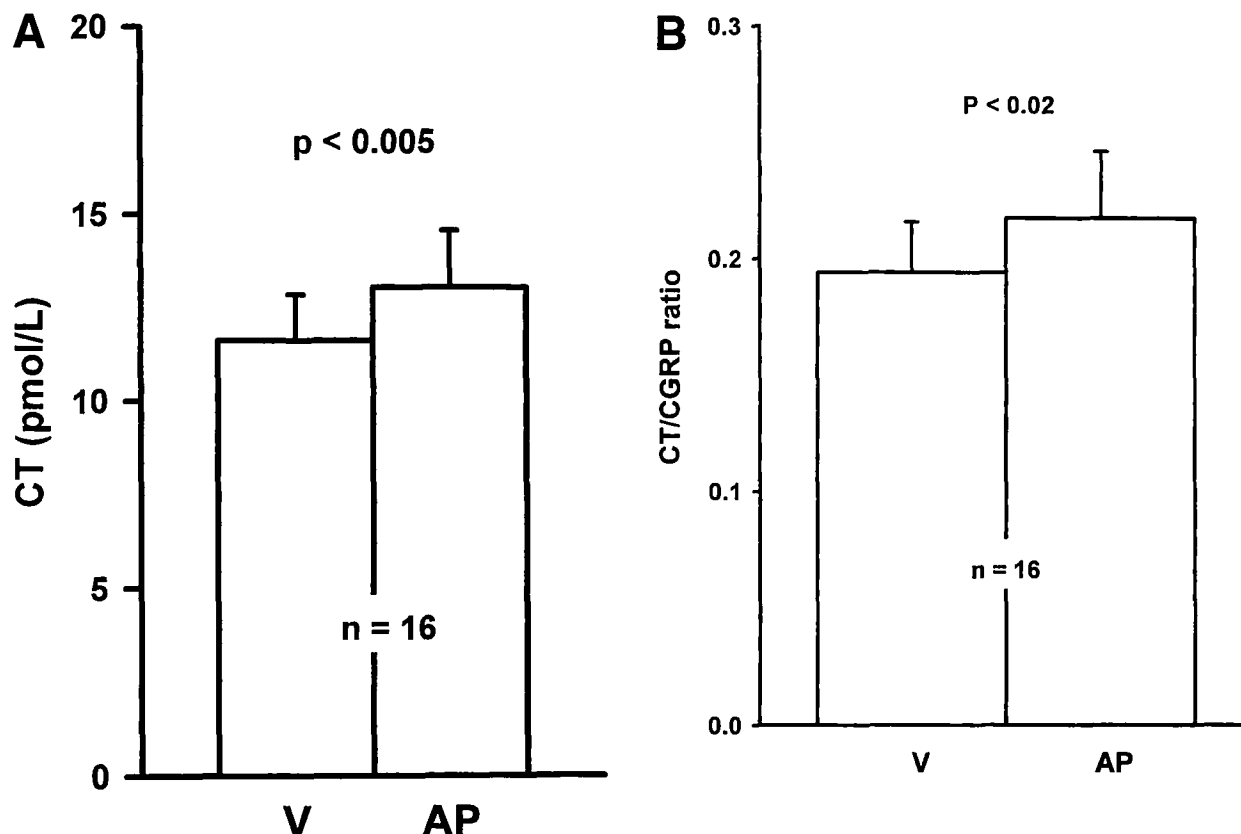 A
20
15
10
5
0
CT (pmol/L)
p < 0.005
n = 16
V AP
B
0.3
0.2
0.1
0.0
CT/CGRP ratio
P < 0.02
n = 16
V AP